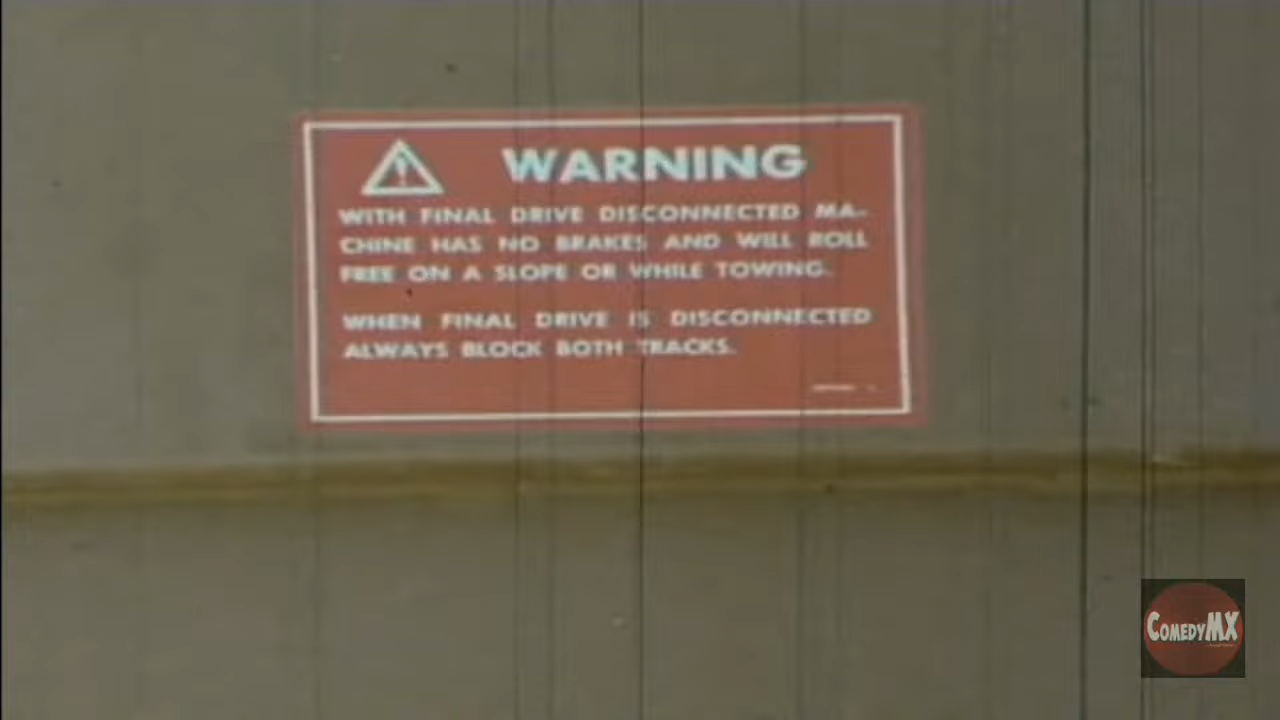 WARNING
WITH FINAL DRIVE DISCONNECTED MA-
CHINE HAS NO BRAKES AND WILL ROLL
FREE ON A SLOPE OR WHILE TOWING.
WHEN FINAL DRIVE IS DISCONNECTED
ALWAYS BLOCK BOTH TRACKS.
COMEDYMX